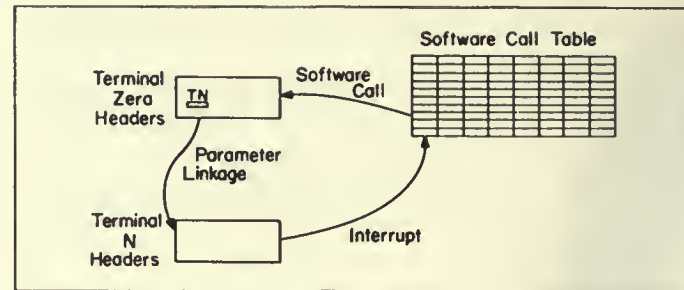 Software Call Table
Terminal
Zera
Headers
TN
Software
Call
Parameter
Linkage
Terminal
N
Headers
Interrupt